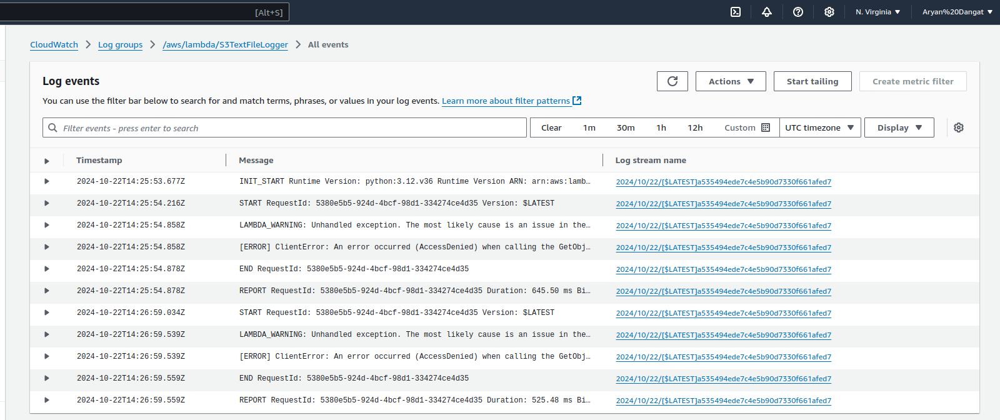 [Alt+S] N. Virginia Aryan%20Dangat
CloudWatch Log groups /aws/lambda/S3TextFileLogger All events
Log events Actions Start tailing Create metric filter
You can use the filter bar below to search for and match terms, phrases, or values in your log events. Learn more about filter patterns
Filter events - press enter to search Clear 1m 30m 1h 12h Custom UTC timezone Display
Timestamp Message Log stream name
2024-10-22T14:25:53.677Z INIT_START Runtime Version: python:3.12.v36 Runtime Version ARN: arn:aws:lamb… 2024/10/22/[$LATEST]a535494ede7c4e5b90d7330f661afed7
2024-10-22T14:25:54.216Z START RequestId: 5380e5b5-924d-4bcf-98d1-334274ce4d35 Version: $LATEST 2024/10/22/[$LATEST]a535494ede7c4e5b90d7330f661afed7
2024-10-22T14:25:54.858Z LAMBDA_WARNING: Unhandled exception. The most likely cause is an issue in the… 2024/10/22/[$LATEST]a535494ede7c4e5b90d7330f661afed7
2024-10-22T14:25:54.858Z [ERROR] ClientError: An error occurred (AccessDenied) when calling the GetObj… 2024/10/22/[$LATEST]a535494ede7c4e5b90d7330f661afed7
2024-10-22T14:25:54.878Z END RequestId: 5380e5b5-924d-4bcf-98d1-334274ce4d35 2024/10/22/[$LATEST]a535494ede7c4e5b90d7330f661afed7
2024-10-22T14:25:54.878Z REPORT RequestId: 5380e5b5-924d-4bcf-98d1-334274ce4d35 Duration: 645.50 ms Bi… 2024/10/22/[$LATEST]a535494ede7c4e5b90d7330f661afed7
2024-10-22T14:26:59.034Z START RequestId: 5380e5b5-924d-4bcf-98d1-334274ce4d35 Version: $LATEST 2024/10/22/[$LATEST]a535494ede7c4e5b90d7330f661afed7
2024-10-22T14:26:59.539Z LAMBDA_WARNING: Unhandled exception. The most likely cause is an issue in the… 2024/10/22/[$LATEST]a535494ede7c4e5b90d7330f661afed7
2024-10-22T14:26:59.539Z [ERROR] ClientError: An error occurred (AccessDenied) when calling the GetObj… 2024/10/22/[$LATEST]a535494ede7c4e5b90d7330f661afed7
2024-10-22T14:26:59.559Z END RequestId: 5380e5b5-924d-4bcf-98d1-334274ce4d35 2024/10/22/[$LATEST]a535494ede7c4e5b90d7330f661afed7
2024-10-22T14:26:59.559Z REPORT RequestId: 5380e5b5-924d-4bcf-98d1-334274ce4d35 Duration: 525.48 ms Bi… 2024/10/22/[$LATEST]a535494ede7c4e5b90d7330f661afed7